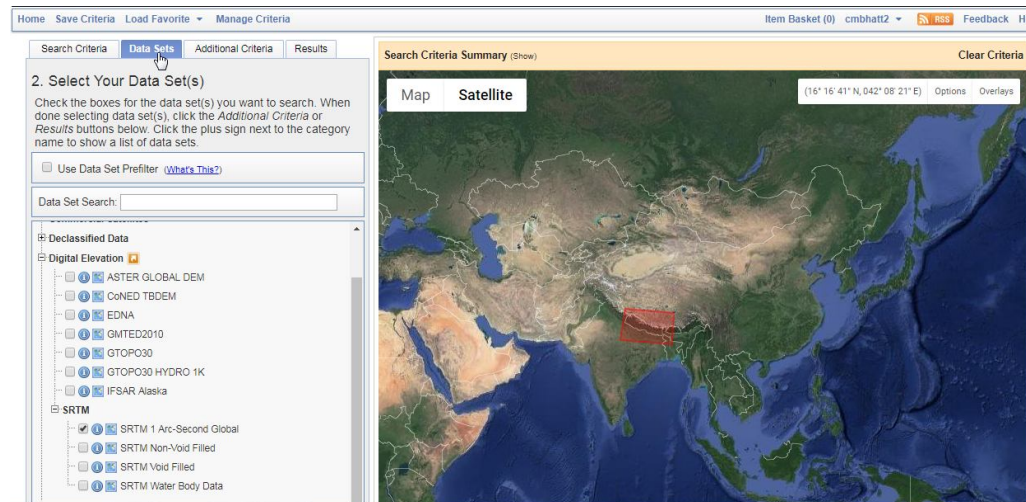 Home Save Criteria Load Favorite Manage Criteria
Item Basket (0) cmbhatt2 RSS Feedback H
Search Criteria Data Sets Additional Criteria Results
2. Select Your Data Set(s)
Check the boxes for the data set(s) you want to search. When
done selecting data set(s), click the Additional Criteria or
Results buttons below. Click the plus sign next to the category
name to show a list of data sets.
Use Data Set Prefilter (What's This?)
Data Set Search:
Declassified Data
Digital Elevation
ASTER GLOBAL DEM
CoNED TBDEM
EDNA
GMTED2010
GTOPO30
GTOPO30 HYDRO 1K
IFSAR Alaska
SRTM
SRTM 1 Arc-Second Global
SRTM Non-Void Filled
SRTM Void Filled
SRTM Water Body Data
Search Criteria Summary (Show)
Clear Criteria
Map Satellite
(16° 16' 41" N, 042° 08' 21" E) Options Overlays